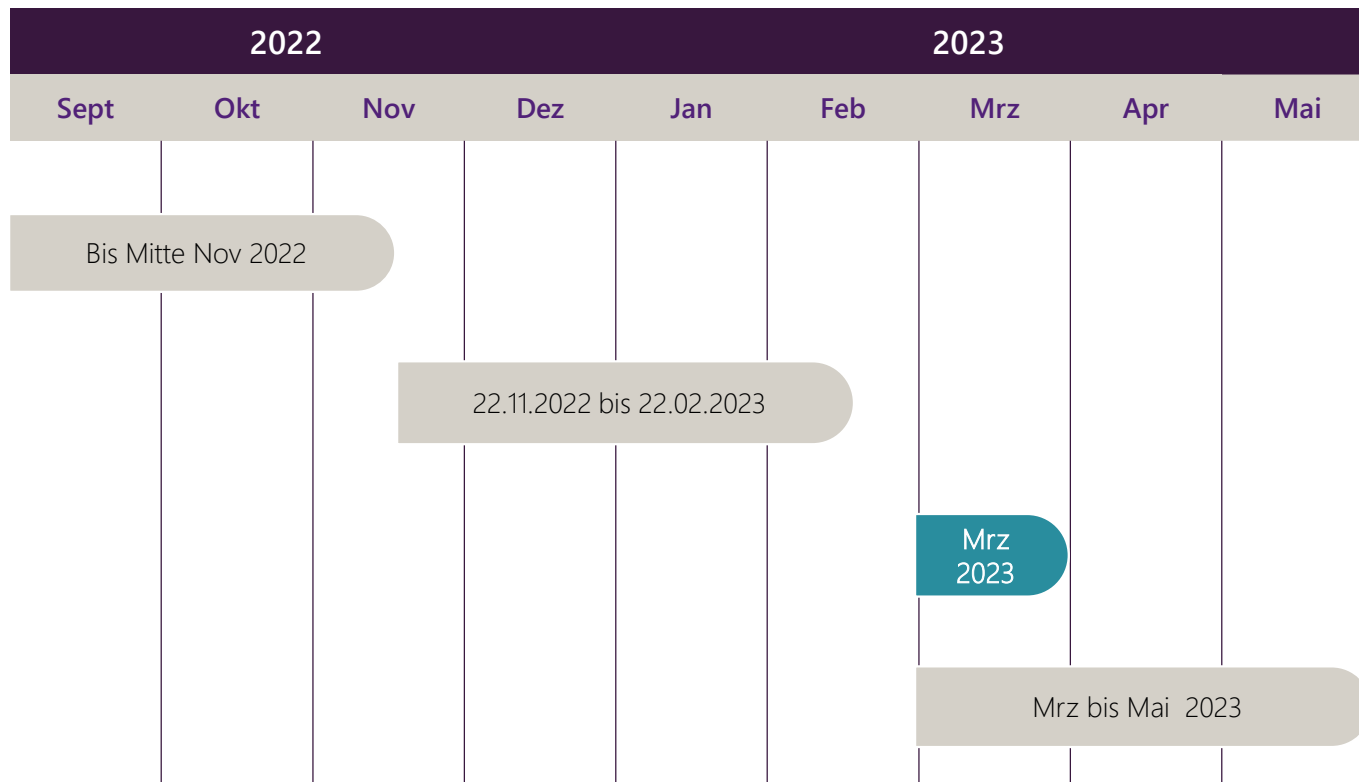 2022 2023
Sept Okt Nov Dez Jan Feb Mrz Apr Mai
Bis Mitte Nov 2022
22.11.2022 bis 22.02.2023
Mrz
2023
Mrz bis Mai 2023